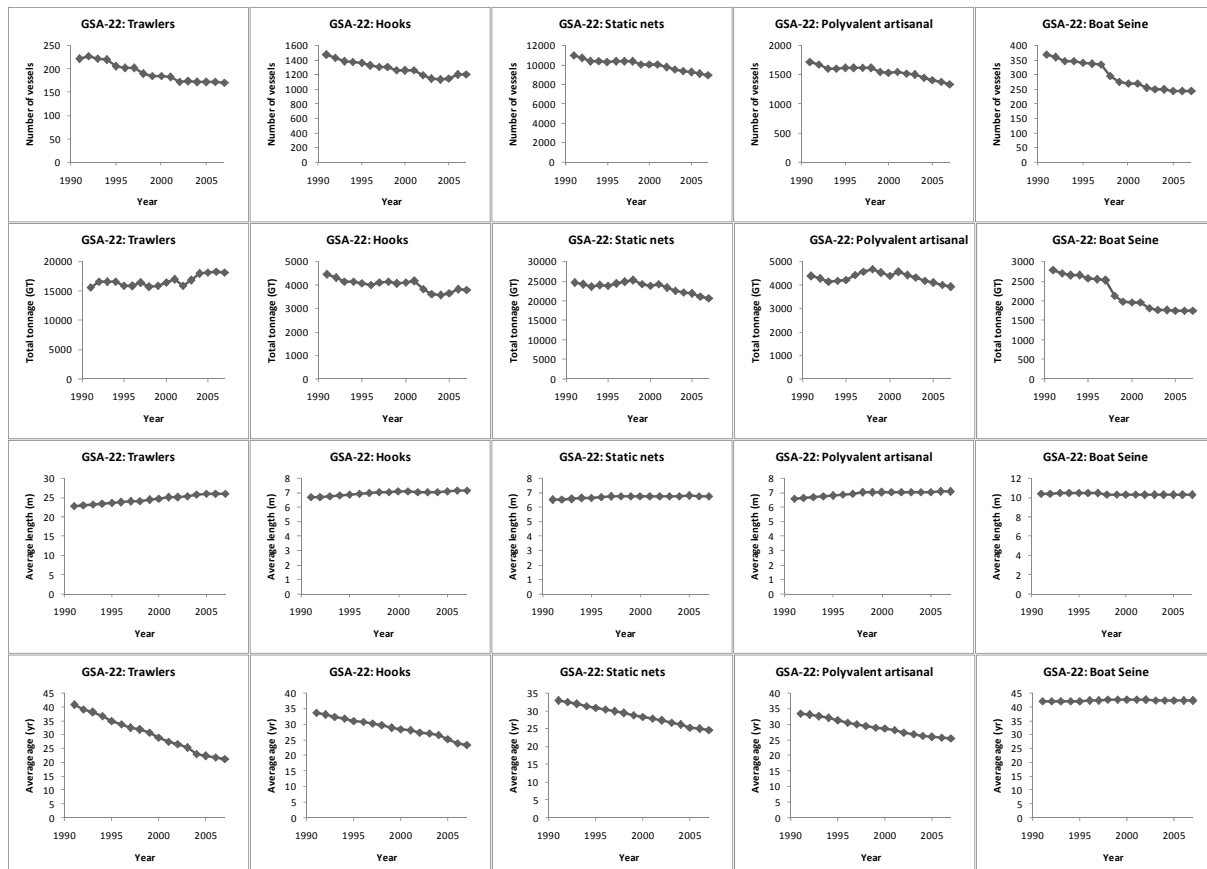 GSA-22: Trawlers
Number of vessels
250
200
150
100
50
0
1990 1995 2000 2005
Year
GSA-22: Hooks
Number of vessels
1600
1400
1200
1000
800
600
400
200
0
1990 1995 2000 2005
Year
GSA-22: Static nets
Number of vessels
12000
10000
8000
6000
4000
2000
0
1990 1995 2000 2005
Year
GSA-22: Polyvalent artisanal
Number of vessels
2000
1500
1000
500
0
1990 1995 2000 2005
Year
GSA-22: Boat Seine
Number of vessels
400
350
300
250
200
150
100
50
0
1990 1995 2000 2005
Year
GSA-22: Trawlers
Total tonnage (GT)
20000
15000
10000
5000
0
1990 1995 2000 2005
Year
GSA-22: Hooks
Total tonnage (GT)
5000
4000
3000
2000
1000
0
1990 1995 2000 2005
Year
GSA-22: Static nets
Total tonnage (GT)
30000
25000
20000
15000
10000
5000
0
1990 1995 2000 2005
Year
GSA-22: Polyvalent artisanal
Total tonnage (GT)
5000
4000
3000
2000
1000
0
1990 1995 2000 2005
Year
GSA-22: Boat Seine
Total tonnage (GT)
3000
2500
2000
1500
1000
500
0
1990 1995 2000 2005
Year
GSA-22: Trawlers
Average length (m)
30
25
20
15
10
5
0
1990 1995 2000 2005
Year
GSA-22: Hooks
Average length (m)
8
7
6
5
4
3
2
1
0
1990 1995 2000 2005
Year
GSA-22: Static nets
Average length (m)
8
7
6
5
4
3
2
1
0
1990 1995 2000 2005
Year
GSA-22: Polyvalent artisanal
Average length (m)
8
7
6
5
4
3
2
1
0
1990 1995 2000 2005
Year
GSA-22: Boat Seine
Average length (m)
12
10
8
6
4
2
0
1990 1995 2000 2005
Year
GSA-22: Trawlers
Average age (yr)
45
40
35
30
25
20
15
10
5
0
1990 1995 2000 2005
Year
GSA-22: Hooks
Average age (yr)
40
35
30
25
20
15
10
5
0
1990 1995 2000 2005
Year
GSA-22: Static nets
Average age (yr)
35
30
25
20
15
10
5
0
1990 1995 2000 2005
Year
GSA-22: Polyvalent artisanal
Average age (yr)
40
35
30
25
20
15
10
5
0
1990 1995 2000 2005
Year
GSA-22: Boat Seine
Average age (yr)
45
40
35
30
25
20
15
10
5
0
1990 1995 2000 2005
Year